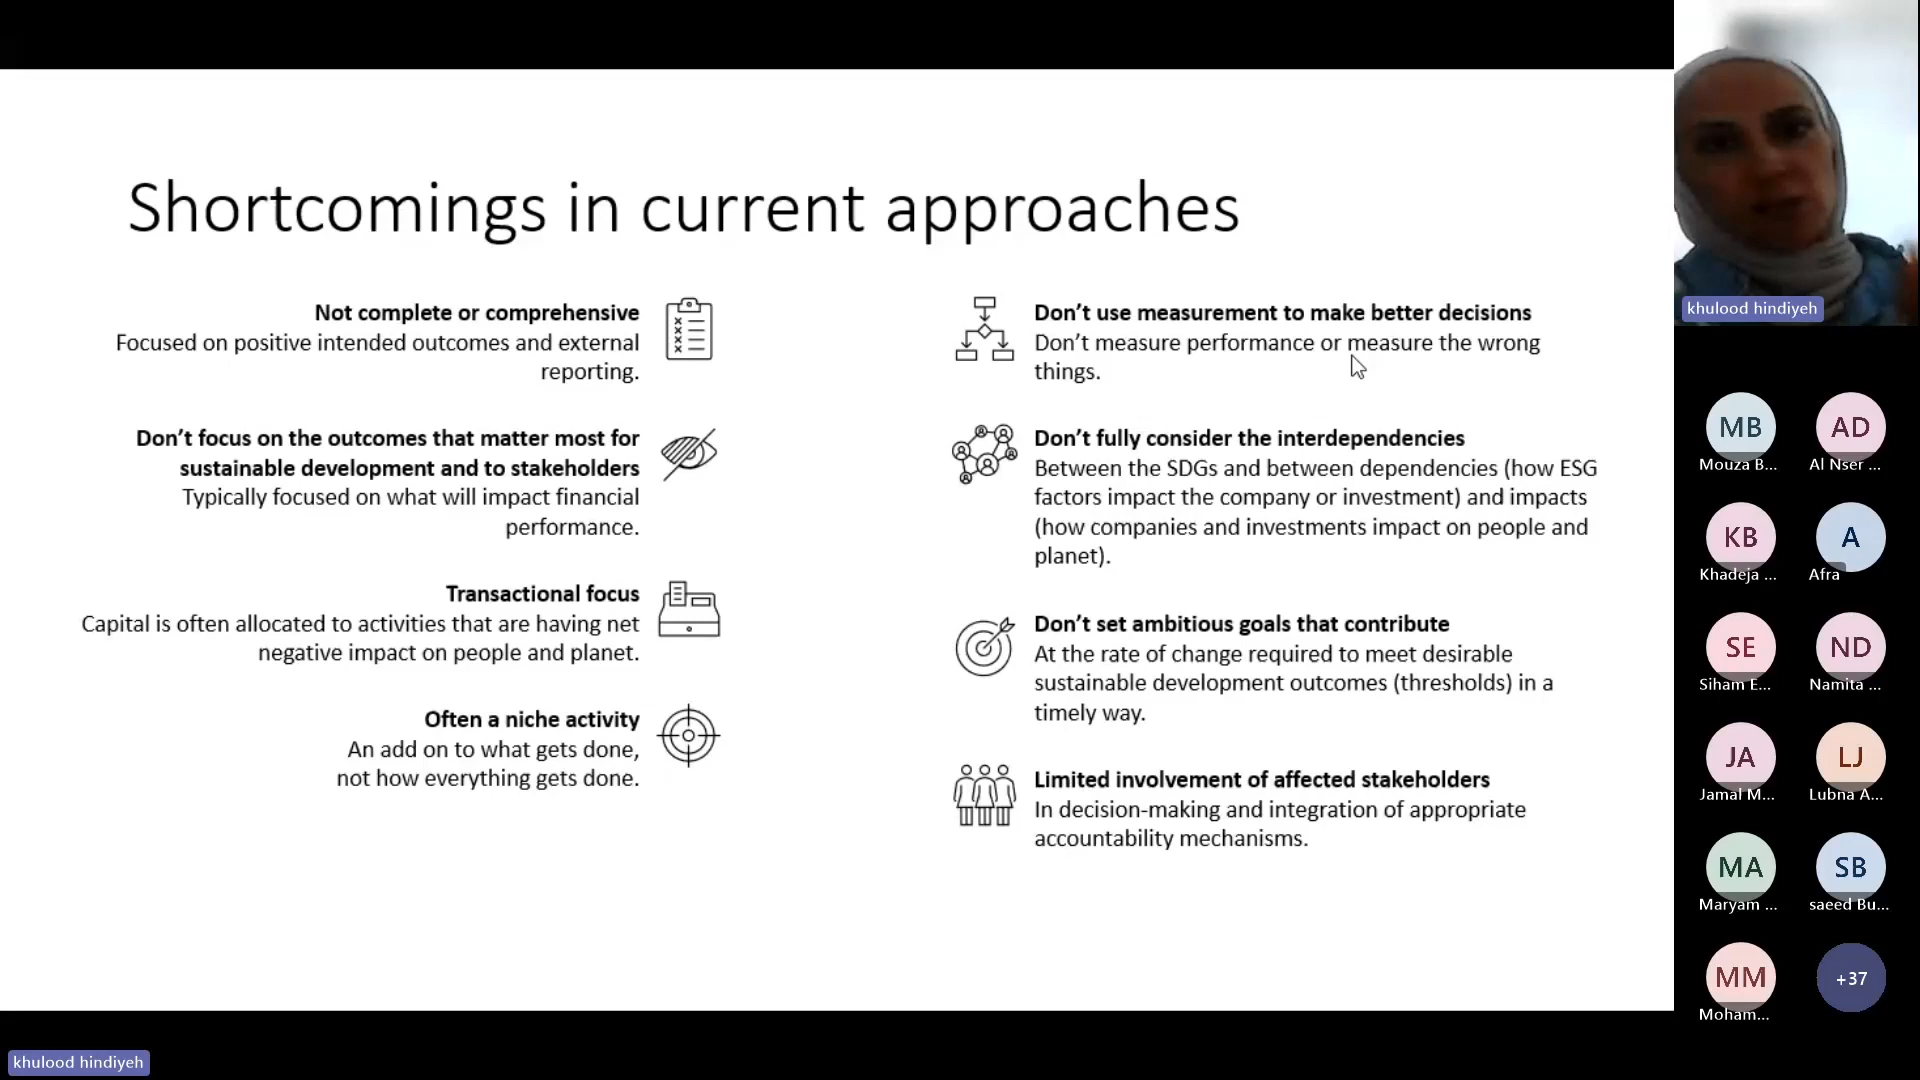 Shortcomings in current approaches
Not complete or comprehensive
Focused on positive intended outcomes and external
reporting.
Don’t focus on the outcomes that matter most for
sustainable development and to stakeholders
Typically focused on what will impact financial
performance.
Transactional focus
Capital is often allocated to activities that are having net
negative impact on people and planet.
Often a niche activity
An add on to what gets done,
not how everything gets done.
Don’t use measurement to make better decisions
Don’t measure performance or measure the wrong
things.
Don’t fully consider the interdependencies
Between the SDGs and between dependencies (how ESG
factors impact the company or investment) and impacts
(how companies and investments impact on people and
planet).
Don’t set ambitious goals that contribute
At the rate of change required to meet desirable
sustainable development outcomes (thresholds) in a
timely way.
Limited involvement of affected stakeholders
In decision-making and integration of appropriate
accountability mechanisms.
khulood hindiyeh
MB
Mouza B...
AD
Al Nser ...
KB
Khadeja ...
A
Afra
SE
Siham E...
ND
Namita ...
JA
Jamal M...
LJ
Lubna A...
MA
Maryam ...
SB
saeed Bu...
MM
Moham...
+37
khulood hindiyeh